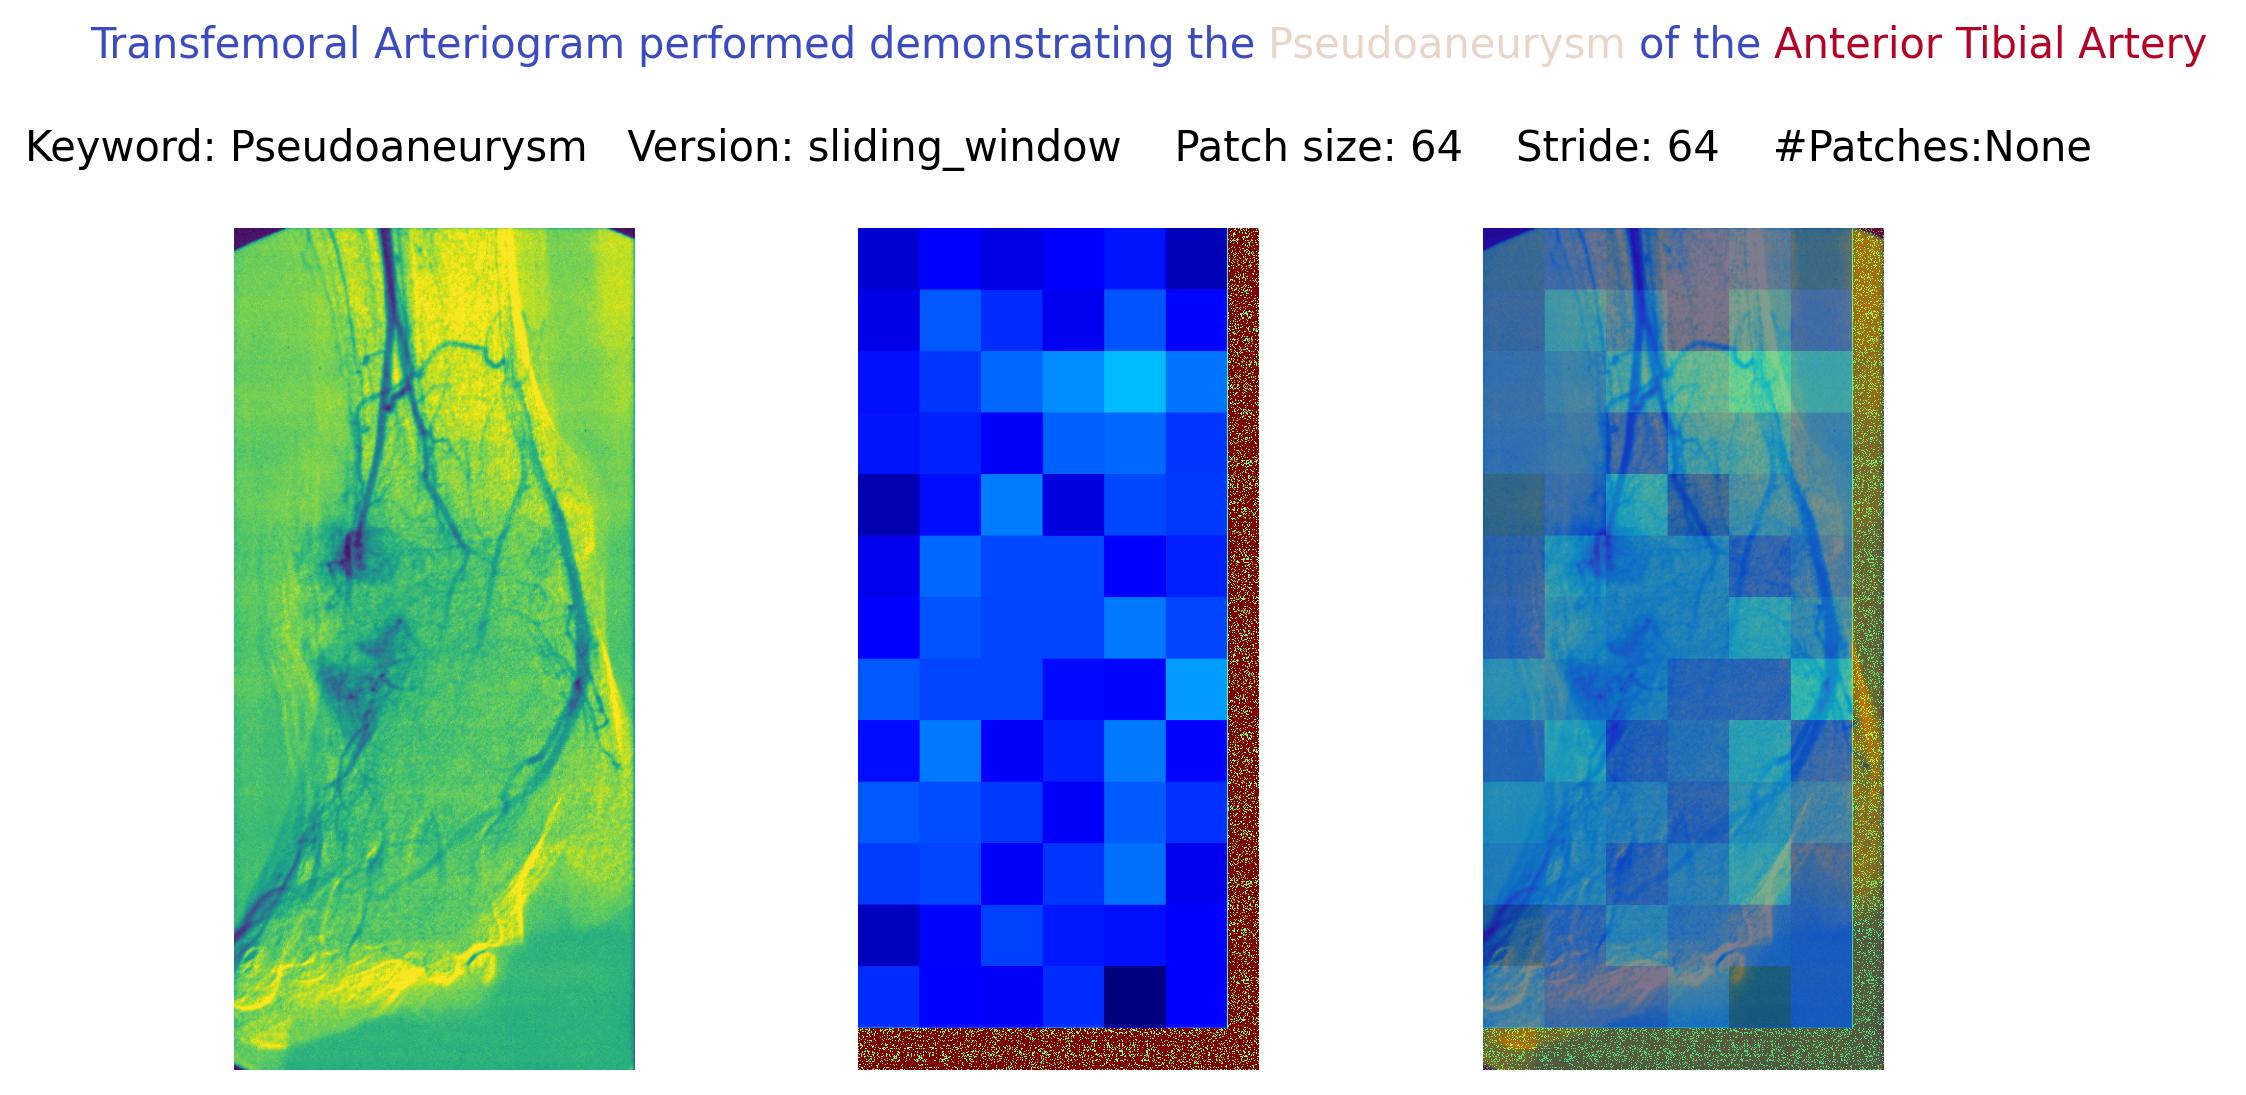 Transfemoral Arteriogram performed demonstrating the Pseudoaneurysm of the Anterior Tibial Artery
Keyword: Pseudoaneurysm Version: sliding_window Patch size: 64 Stride: 64 #Patches:None